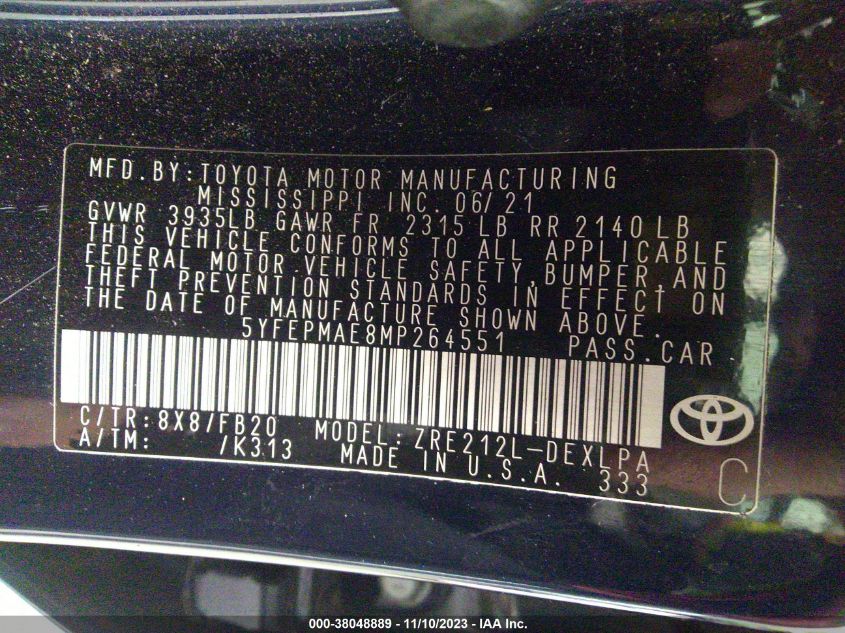 MFD.BY:TOYOTA MOTOR MANUFACTURING
MISSISSIPPI INC. 06/21
GVWR 3935LB GAWR FR 2315LB RR 2140LB
THIS VEHICLE CONFORMS TO ALL APPLICABLE
FEDERAL MOTOR VEHICLE SAFETY, BUMPER, AND
THEFT PREVENTION STANDARDS IN EFFECT ON
THE DATE OF MANUFACTURE SHOWN ABOVE.
5YFEPMAE8MP264551 PASS.CAR
C/TR:8X8/FB20 MODEL:ZRE212L-DEXLPA
A/TM: /K313 MADE IN U.S.A. 333
C
000-38048889 - 11/10/2023 - IAA Inc.